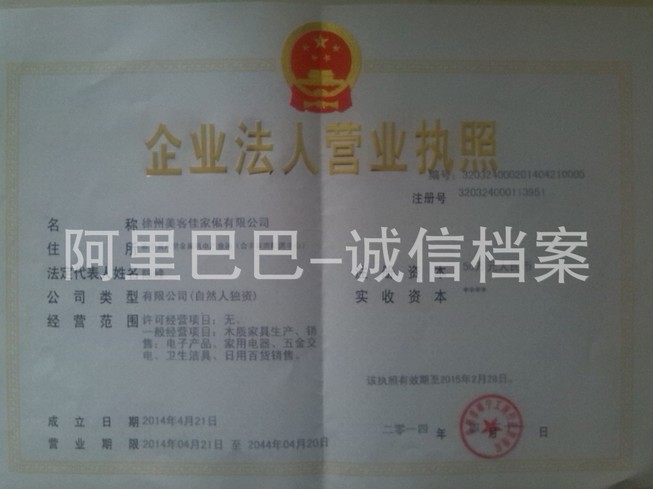 企业法人营业执照
编号: 320324000201404210005
注册号 320324000113951
名称 徐州美客佳家俬有限公司
住所
阿里巴巴-诚信档案
法定代表人姓名
注册资本
公司类型 有限公司(自然人独资)
实收资本 ****
经营范围 许可经营项目: 无。
一般经营项目: 木质家具生产、销
售; 电子产品、家用电器、五金交
电、卫生洁具、日用百货销售。
该执照有效期至2015年2月28日。
成立日期 2014年4月21日
二〇一四年 月 日
营业期限 2014年04月21日 至 2044年04月20日